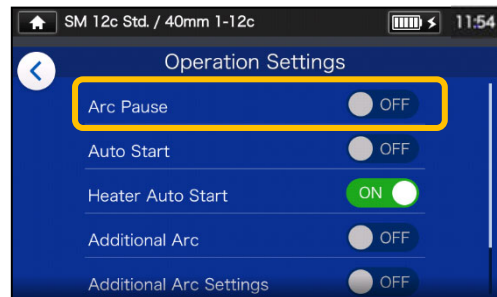 SM 12c Std. / 40mm 1-12c 11:54
Operation Settings
Arc Pause OFF
Auto Start OFF
Heater Auto Start ON
Additional Arc OFF
Additional Arc Settings OFF